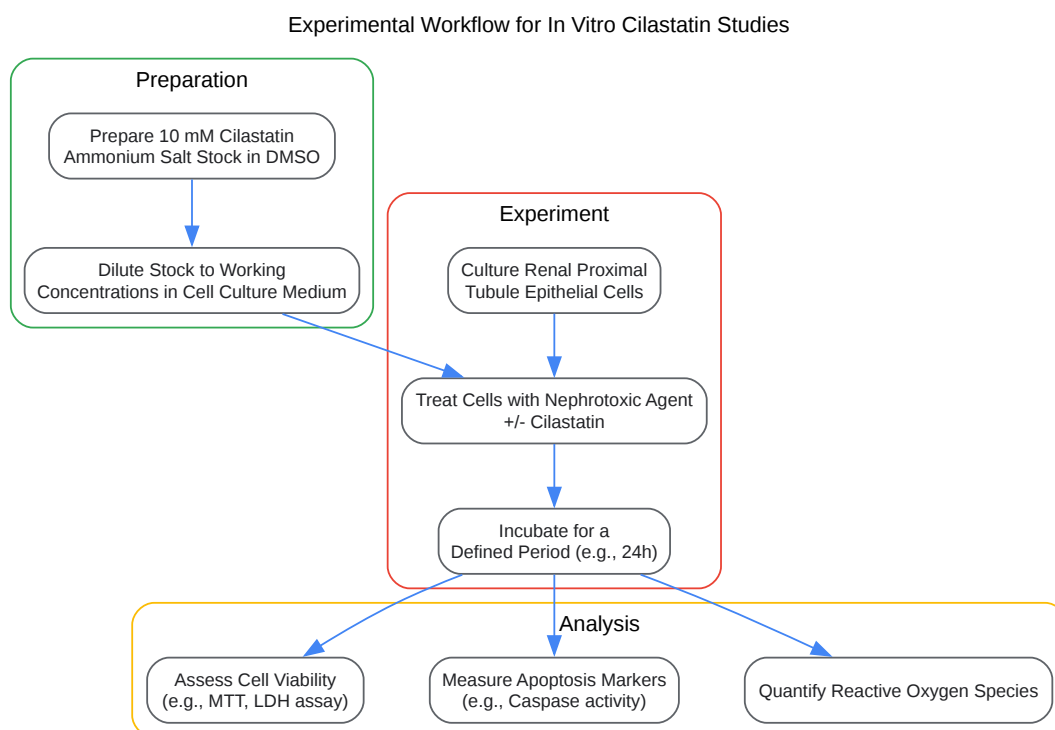 Experimental Workflow for In Vitro Cilastatin Studies
Preparation
Prepare 10 mM Cilastatin
Ammonium Salt Stock in DMSO
Dilute Stock to Working
Concentrations in Cell Culture Medium
Experiment
Culture Renal Proximal
Tubule Epithelial Cells
Treat Cells with Nephrotoxic Agent
+/- Cilastatin
Incubate for a
Defined Period (e.g., 24h)
Analysis
Assess Cell Viability
(e.g., MTT, LDH assay)
Measure Apoptosis Markers
(e.g., Caspase activity)
Quantify Reactive Oxygen Species